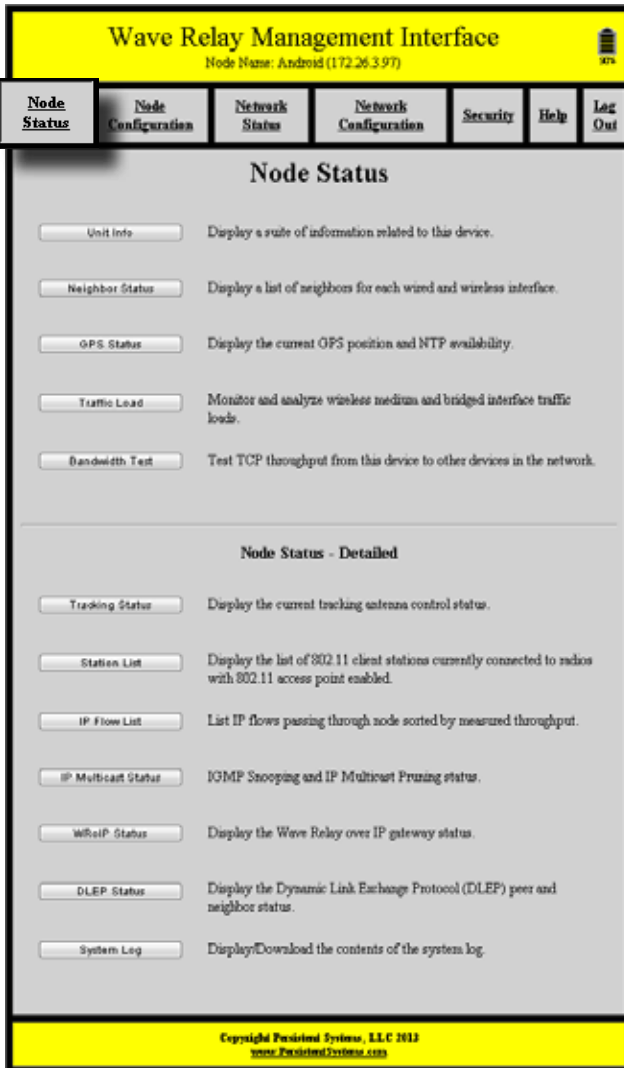 Wave Relay Management Interface
Node Name: Android (172.26.3.97)
Node Status
Node Configuration
Network Status
Network Configuration
Security
Help
Log Out
Node Status
Unit Info
Display a suite of information related to this device.
Neighbor Status
Display a list of neighbors for each wired and wireless interface.
GPS Status
Display the current GPS position and NTP availability.
Traffic Load
Monitor and analyze wireless medium and bridged interface traffic
loads.
Bandwidth Test
Test TCP throughput from this device to other devices in the network.
Node Status - Detailed
Tracking Status
Display the current tracking antenna control status.
Station List
Display the list of 802.11 client stations currently connected to radios
with 802.11 access point enabled.
IP Flow List
List IP flows passing through node sorted by measured throughput.
IP Multicast Status
IGMP Snooping and IP Multicast Pruning status.
WRoIP Status
Display the Wave Relay over IP gateway status.
DLEP Status
Display the Dynamic Link Exchange Protocol (DLEP) peer and
neighbor status.
System Log
Display/Download the contents of the system log.
Copyright Persistent Systems, LLC 2013
www.PersistentSystems.com